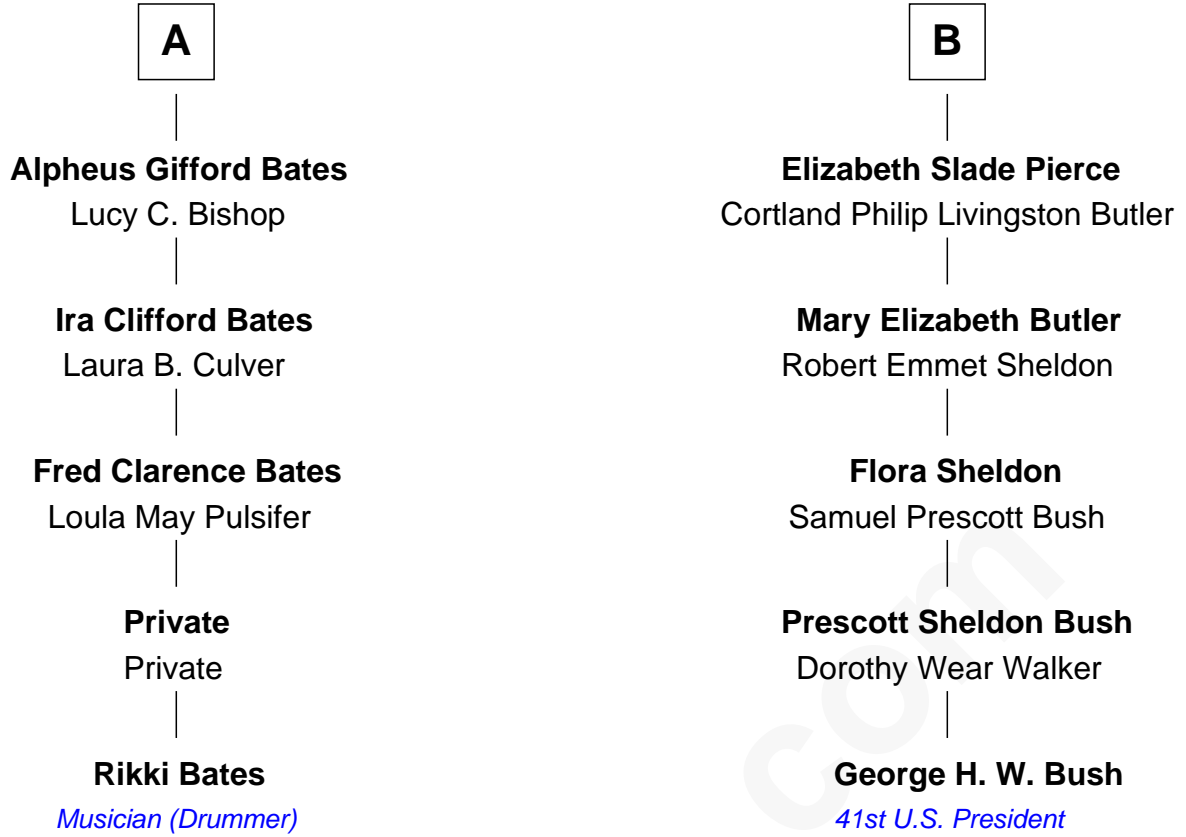 A
Alpheus Gifford Bates
Lucy C. Bishop
Ira Clifford Bates
Laura B. Culver
Fred Clarence Bates
Loula May Pulsifer
Private
Private
Rikki Bates
Musician (Drummer)
B
Elizabeth Slade Pierce
Cortland Philip Livingston Butler
Mary Elizabeth Butler
Robert Emmet Sheldon
Flora Sheldon
Samuel Prescott Bush
Prescott Sheldon Bush
Dorothy Wear Walker
George H. W. Bush
41st U.S. President
com